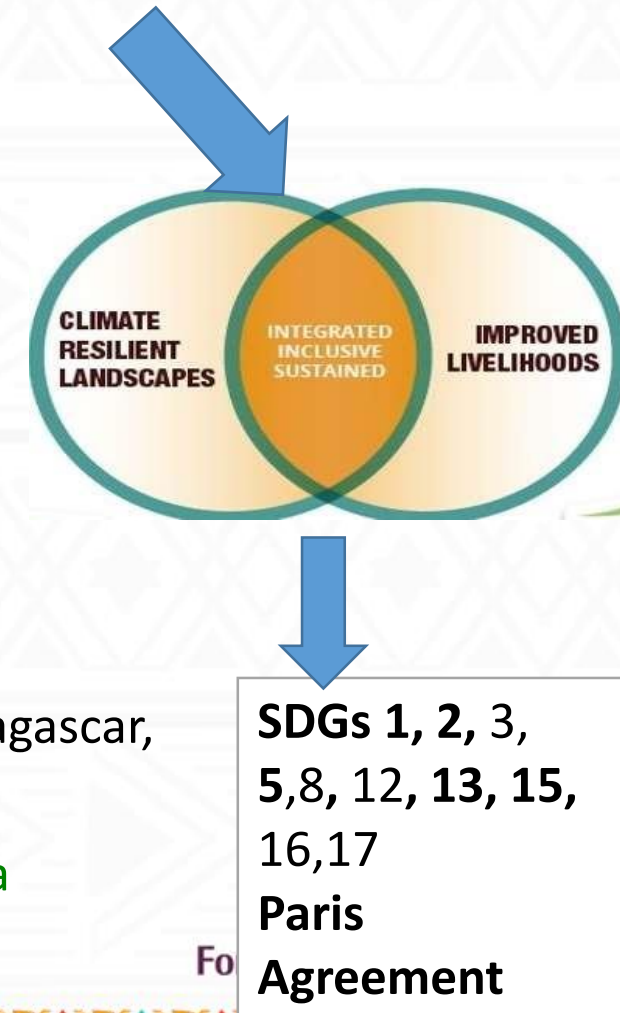 CLIMATE
RESILIENT
LANDSCAPES
INTEGRATED
INCLUSIVE
SUSTAINED
IMPROVED
LIVELIHOODS
SDGs 1, 2, 3,
5,8, 12, 13, 15,
16,17
Paris
Agreement
agascar,
a
Fo